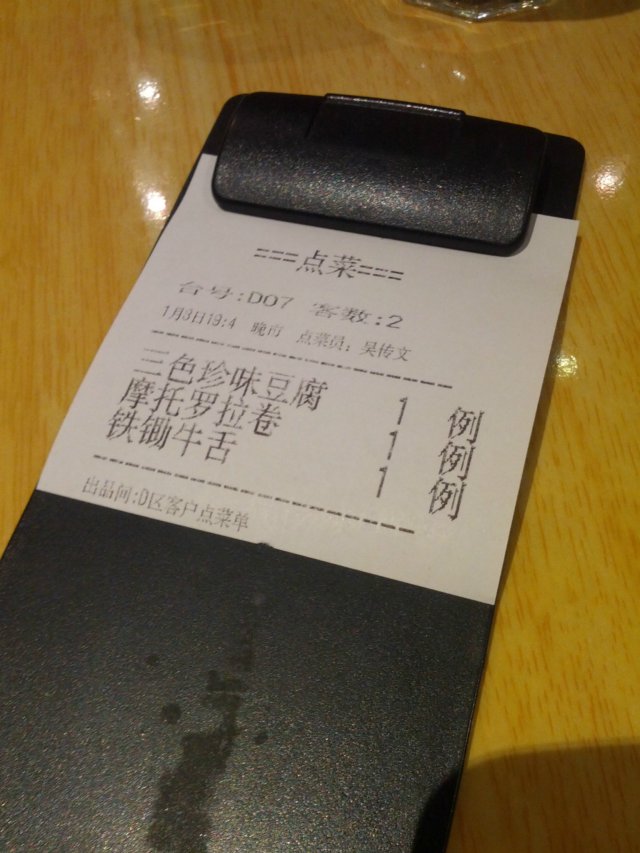 ===点菜===
台号:D07 客数:2
1月3日19:4 晚市 点菜员: 吴传文
三色珍味豆腐 1 例
摩托罗拉卷 1 例
铁锄牛舌 1 例
出品间:D区客户点菜单